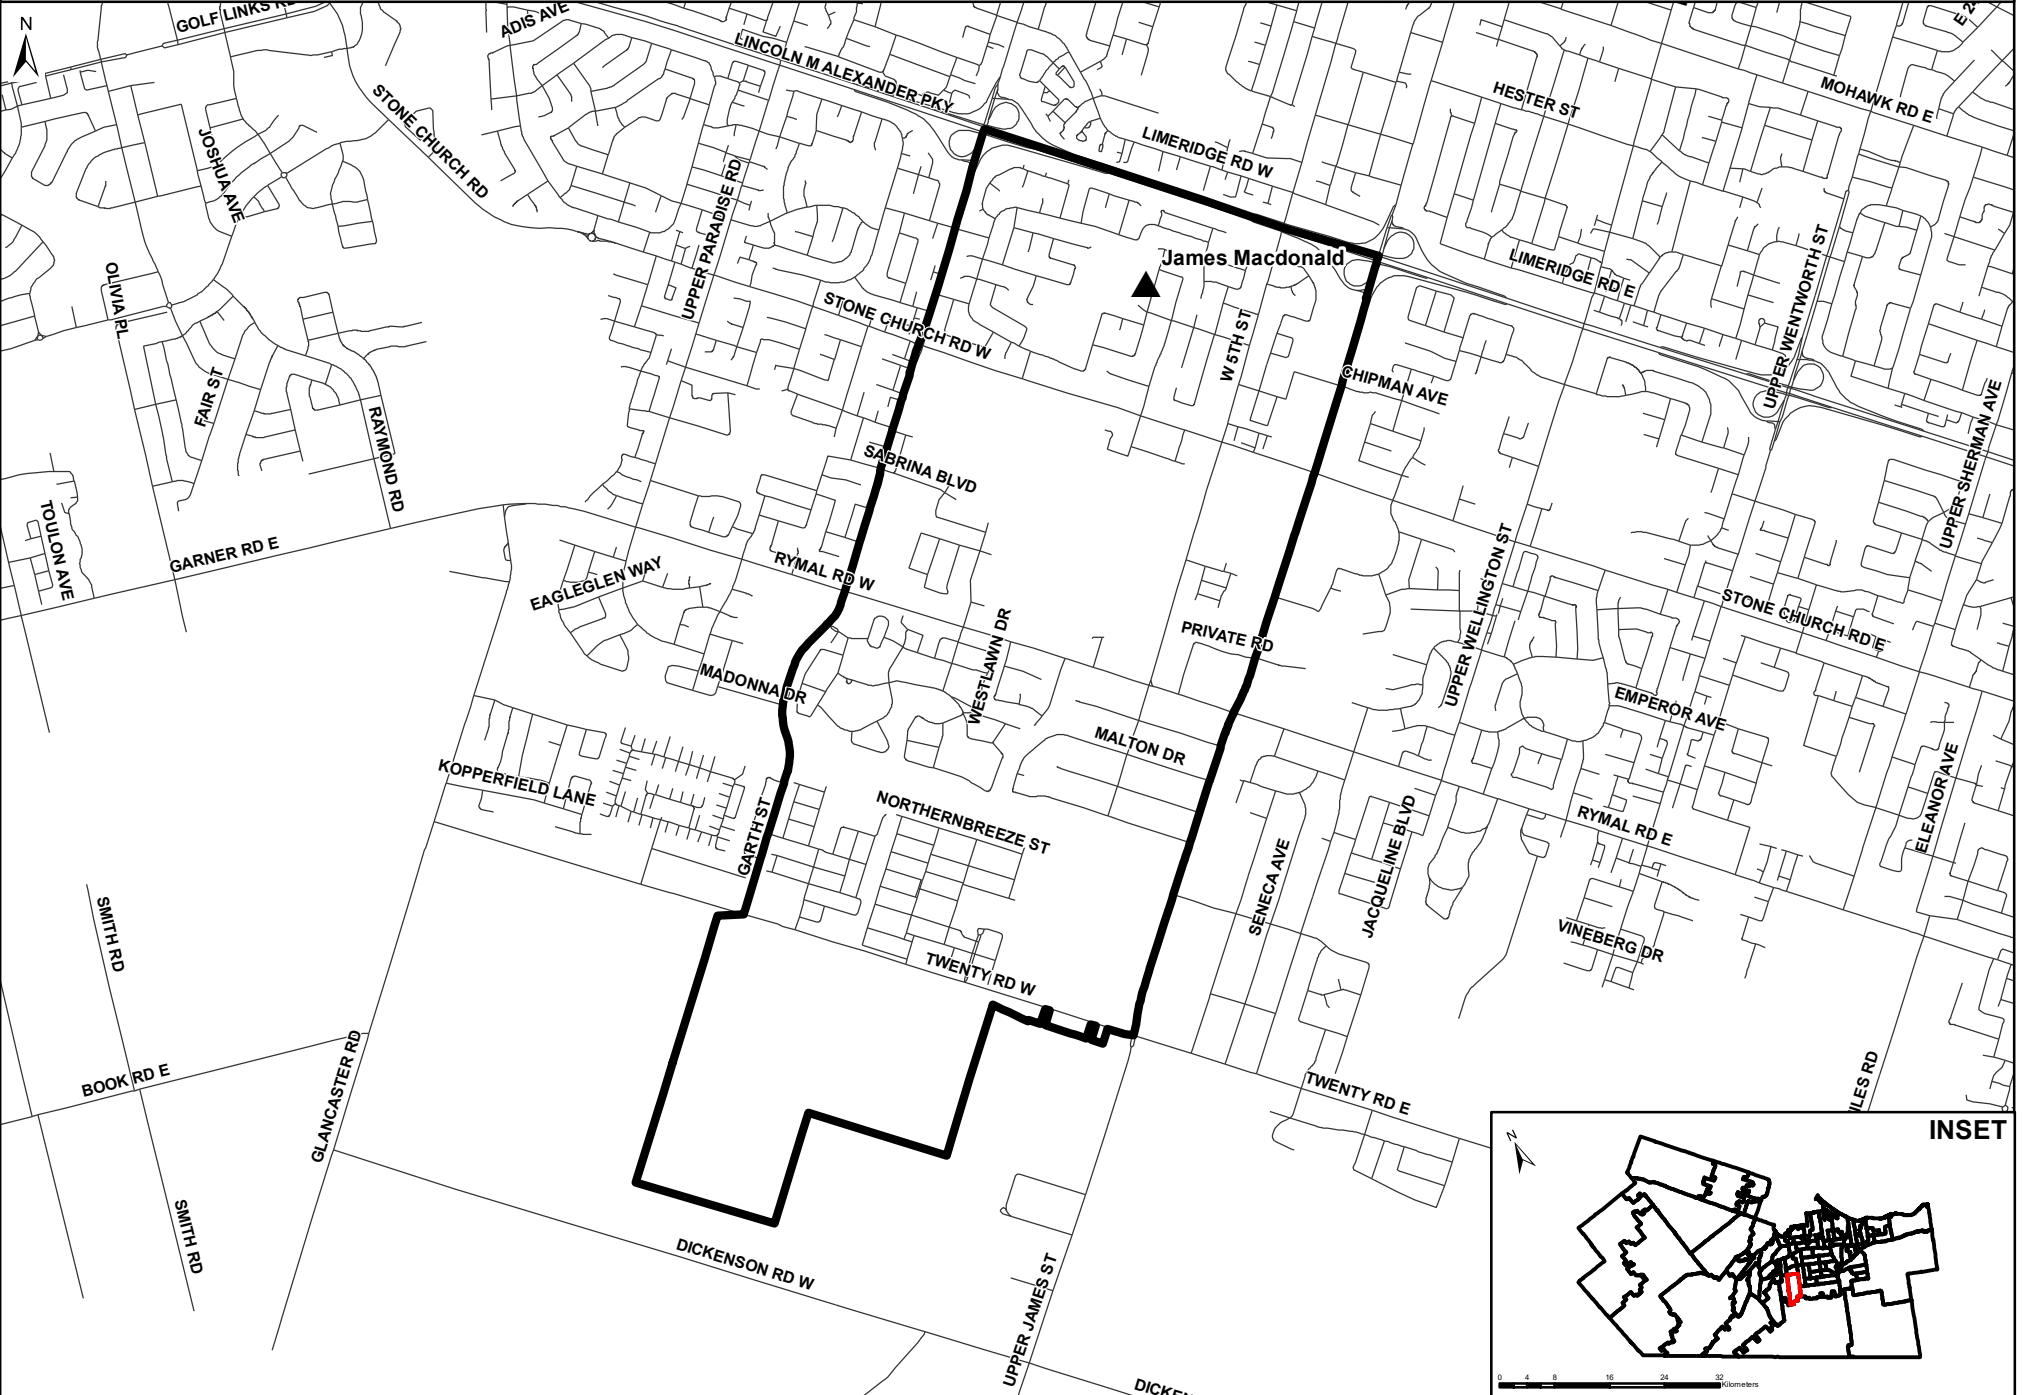 N
GOLF LINKS RD
ADIS AVE
LINCOLN M ALEXANDER PKY
STONE CHURCH RD
HESTER ST
MOHAWK RD E
JOSHUA AVE
LIMERIDGE RD W
UPPER PARADISE RD
James Macdonald
LIMERIDGE RD E
UPPER WENTWORTH ST
OLIVIA PL
STONE CHURCH RD W
W 5TH ST
CHIPMAN AVE
FAIR ST
RAYMOND RD
UPPER SHERMAN AVE
SABRINA BLVD
TOULON AVE
GARNER RD E
RYMAL RD W
EAGLEGLEN WAY
UPPER WELLINGTON ST
STONE CHURCH RD E
PRIVATE RD
WESTLAWN DR
MADONNA DR
EMPEROR AVE
MALTON DR
KOPPERFIELD LANE
ELEANOR AVE
NORTHERNBREEZE ST
GARTH ST
RYMAL RD E
SENECA AVE
JACQUELINE BLVD
SMITH RD
VINEBERG DR
TWENTY RD W
GLANCASTER RD
BOOK RD E
TWENTY RD E
ILES RD
SMITH RD
DICKENSON RD W
UPPER JAMES ST
DICKEN
INSET
N
0 4 8 16 24 32
Kilometers